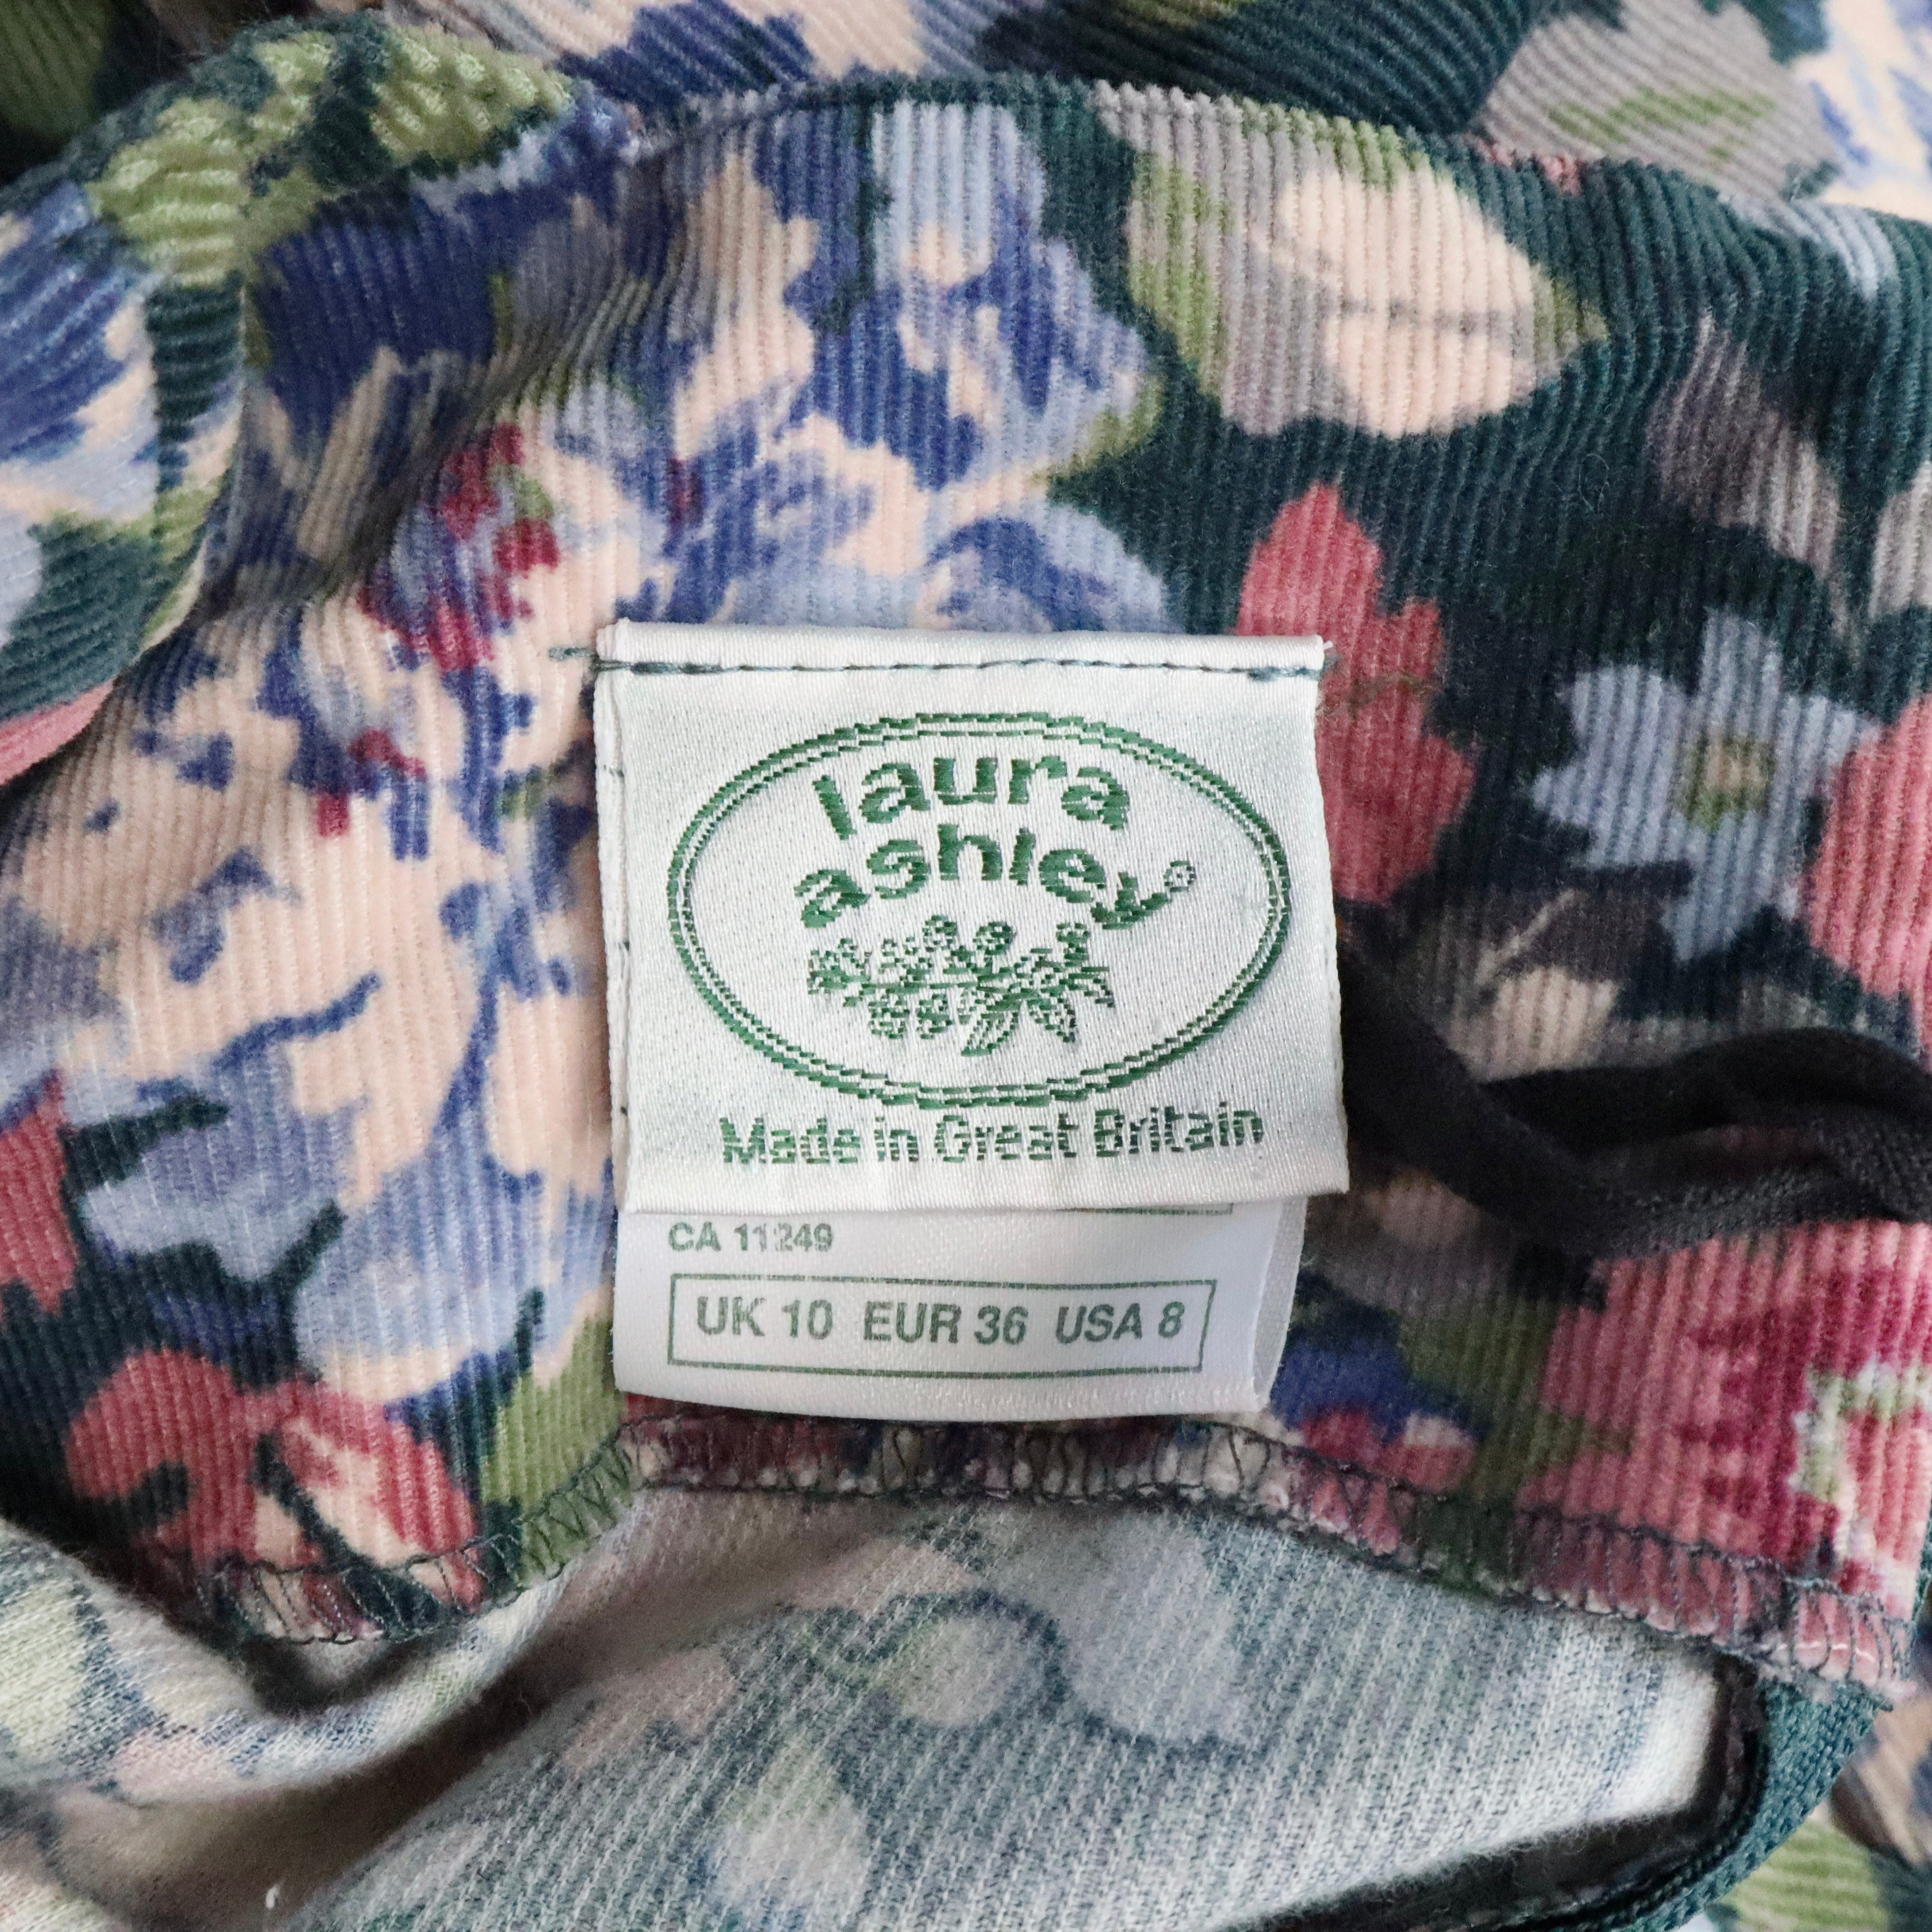 laura
ashley®
Made in Great Britain
CA 11249
UK 10 EUR 36 USA 8